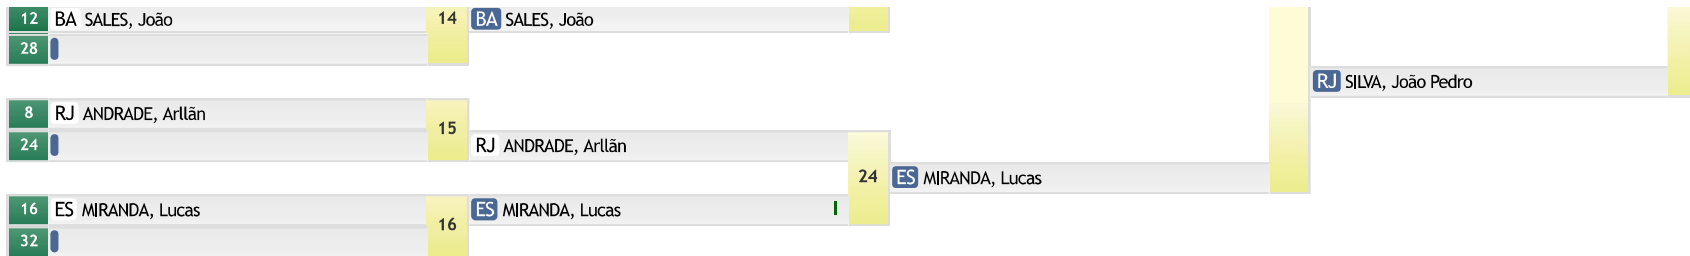 12 BA SALES, João 14 BA SALES, João
28
RJ SILVA, João Pedro
8 RJ ANDRADE, Arllãn
15
24 RJ ANDRADE, Arllãn
24 ES MIRANDA, Lucas
16 ES MIRANDA, Lucas ES MIRANDA, Lucas I
16
32